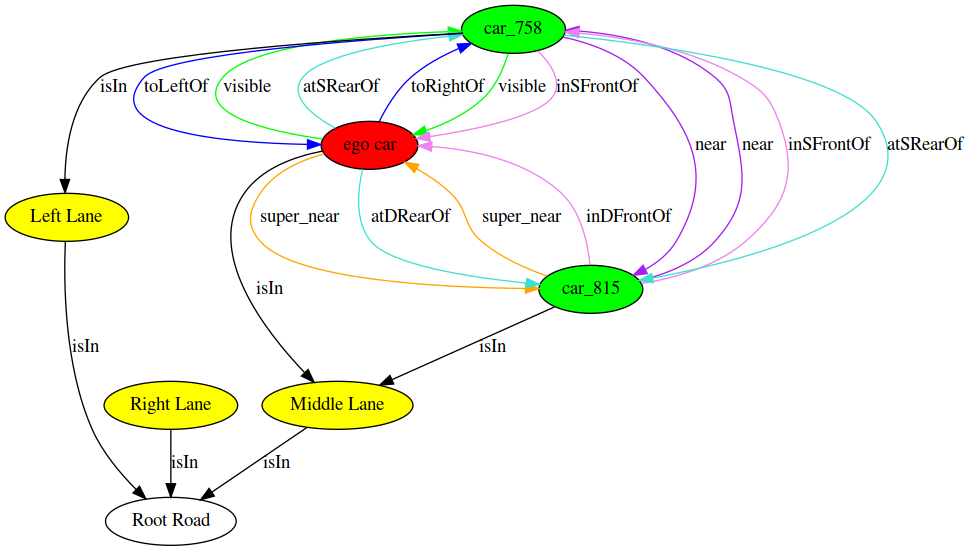 car_758
isIn
toLeftOf
visible
atSRearOf
toRightOf
visible
inSFrontOf
near
near
inSFrontOf
atSRearOf
ego car
Left Lane
super_near
atDRearOf
super_near
inDFrontOf
isIn
car_815
isIn
isIn
Right Lane
Middle Lane
isIn
isIn
Root Road